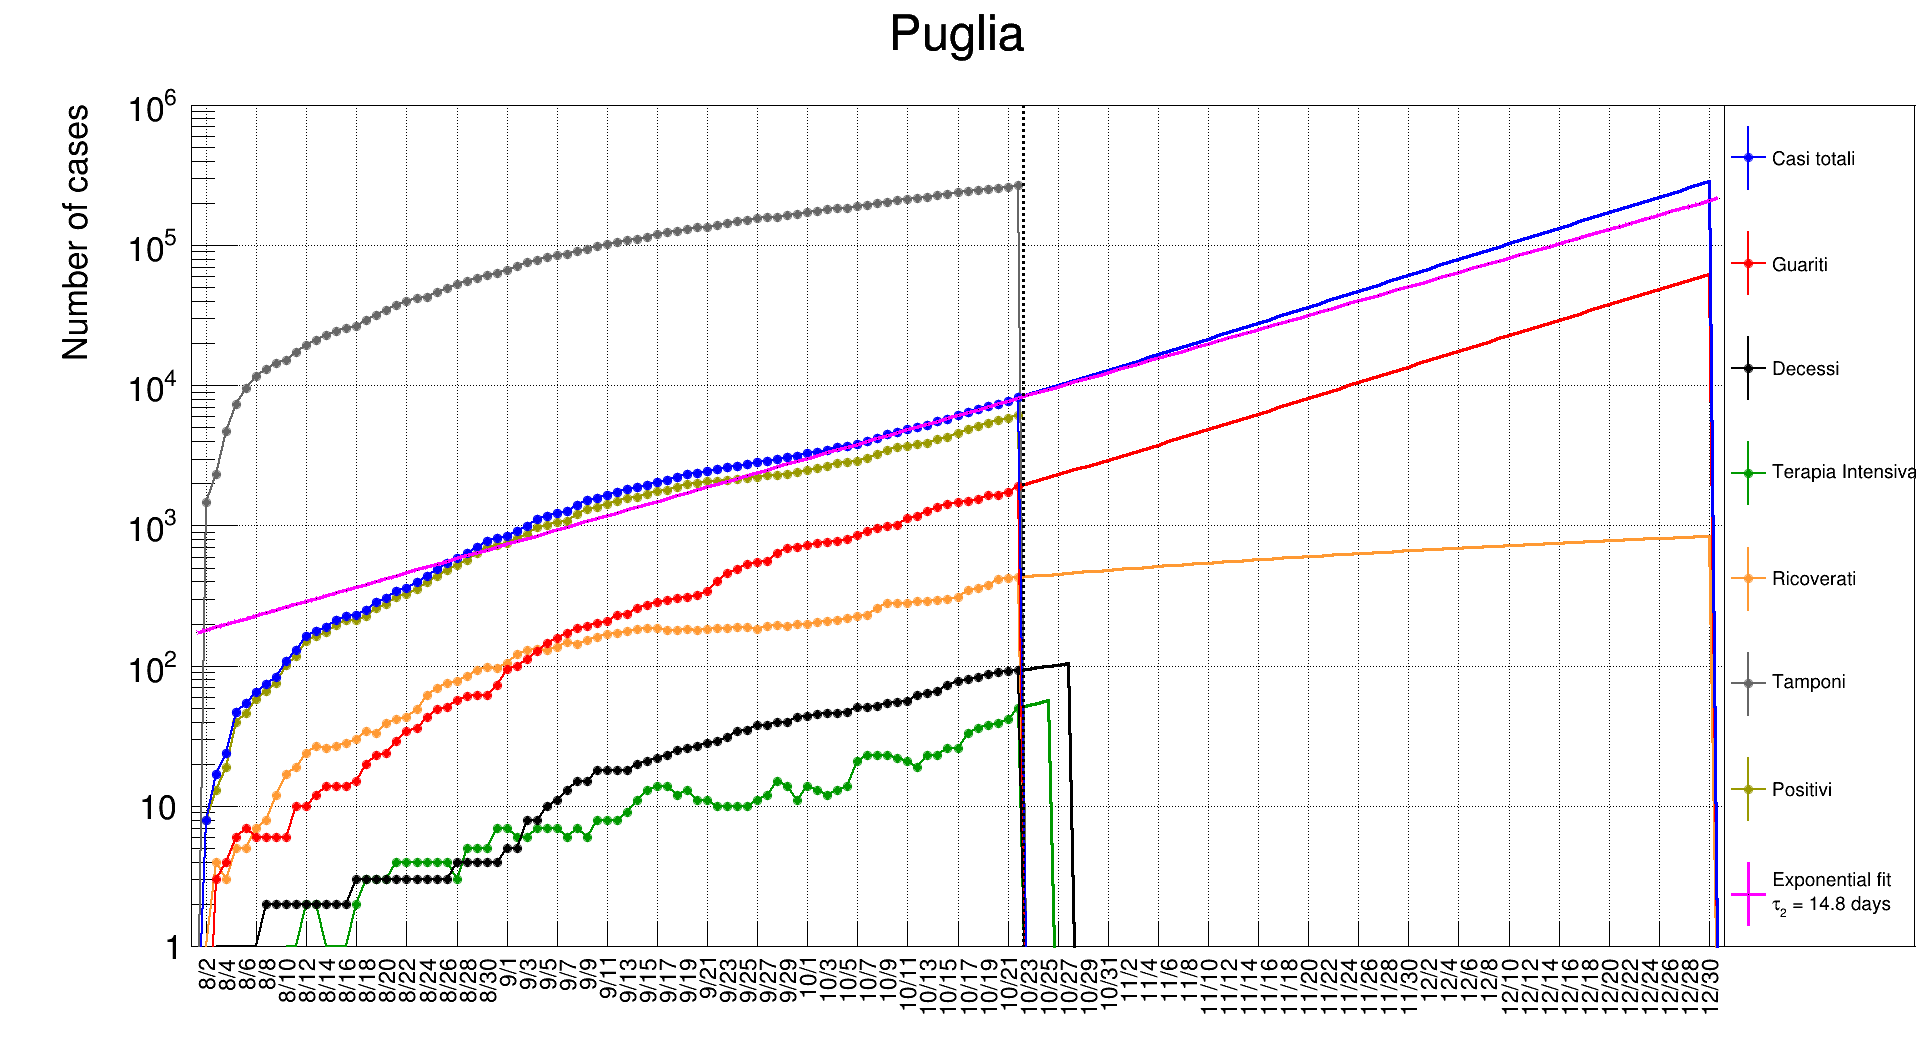 Puglia
Number of cases
10^6
10^5
10^4
10^3
10^2
10
1
8/2 8/4 8/6 8/8 8/10 8/12 8/14 8/16 8/18 8/20 8/22 8/24 8/26 8/28 8/30 9/1 9/3 9/5 9/7 9/9 9/11 9/13 9/15 9/17 9/19 9/21 9/23 9/25 9/27 9/29 10/1 10/3 10/5 10/7 10/9 10/11 10/13 10/15 10/17 10/19 10/21 10/23 10/25 10/27 10/29 10/31 11/2 11/4 11/6 11/8 11/10 11/12 11/14 11/16 11/18 11/20 11/22 11/24 11/26 11/28 11/30 12/2 12/4 12/6 12/8 12/10 12/12 12/14 12/16 12/18 12/20 12/22 12/24 12/26 12/28 12/30
Casi totali
Guariti
Decessi
Terapia Intensiva
Ricoverati
Tamponi
Positivi
Exponential fit
τ₂ = 14.8 days